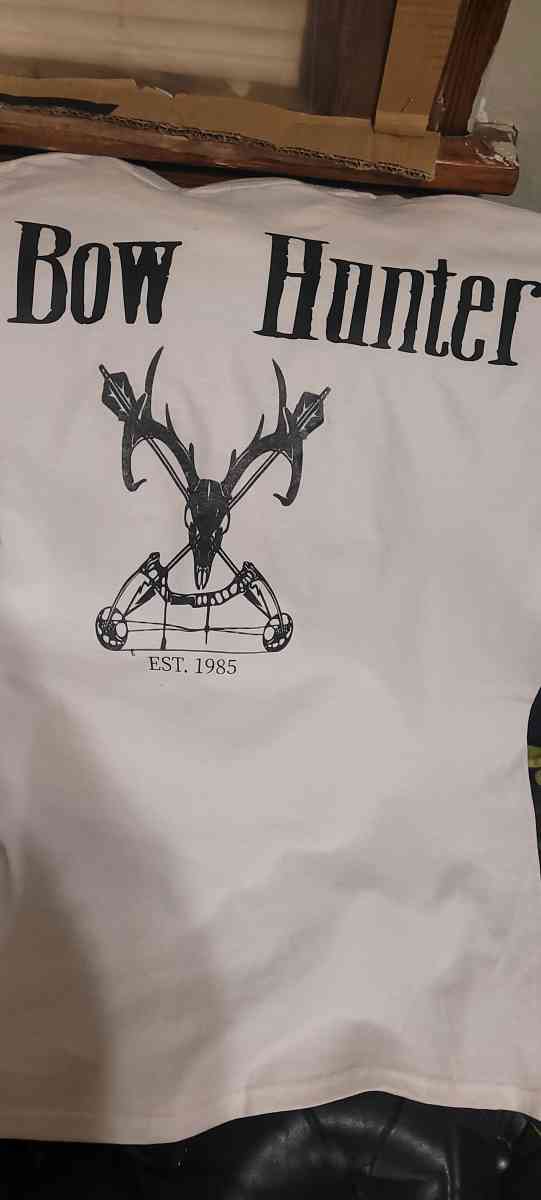 Bow Hunter
EST. 1985